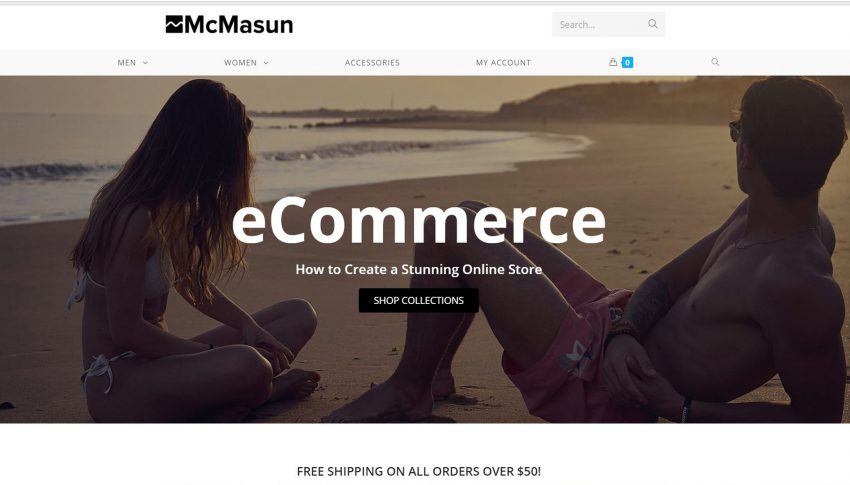 McMasun
Search...
MEN
WOMEN
ACCESSORIES
MY ACCOUNT
0
eCommerce
How to Create a Stunning Online Store
SHOP COLLECTIONS
FREE SHIPPING ON ALL ORDERS OVER $50!